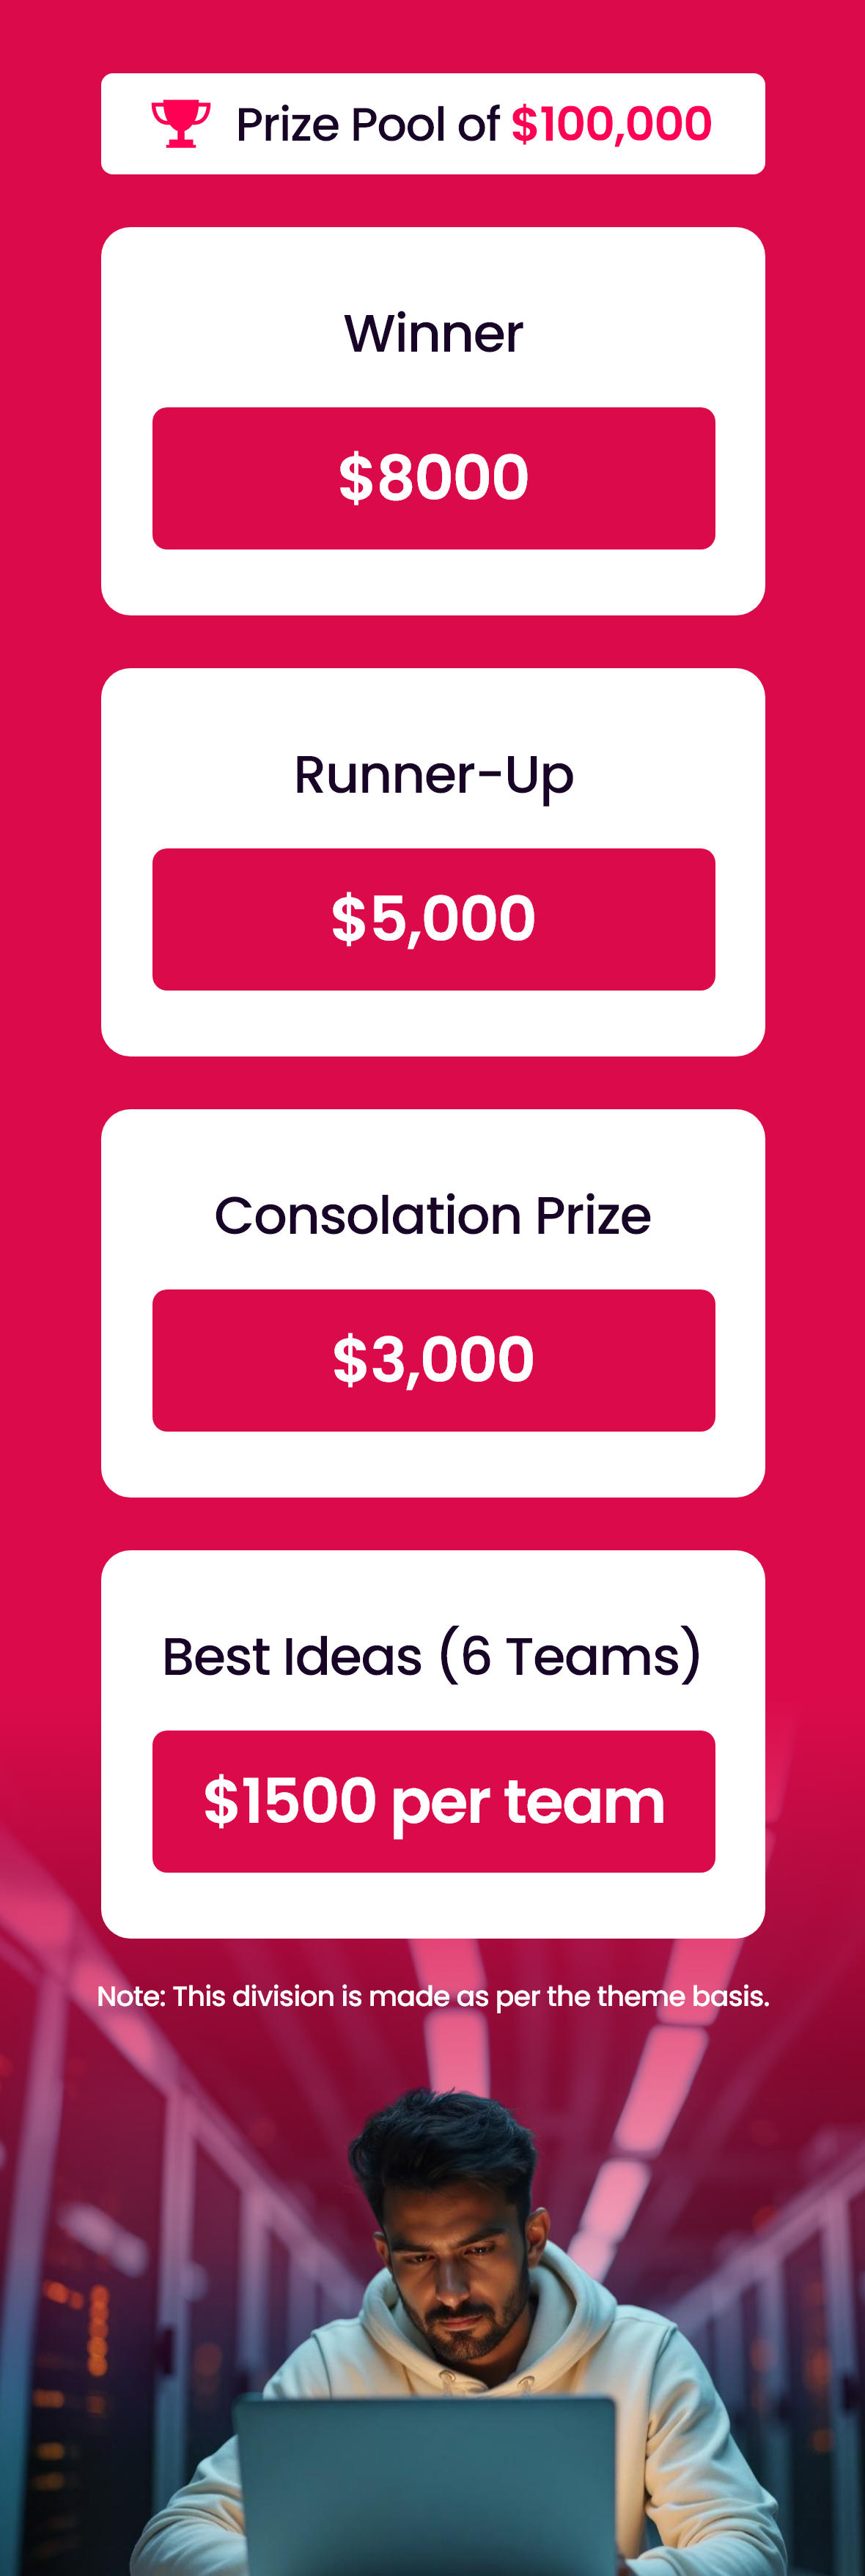 Prize Pool of $100,000
Winner
$8000
Runner-Up
$5,000
Consolation Prize
$3,000
Best Ideas (6 Teams)
$1500 per team
Note: This division is made as per the theme basis.